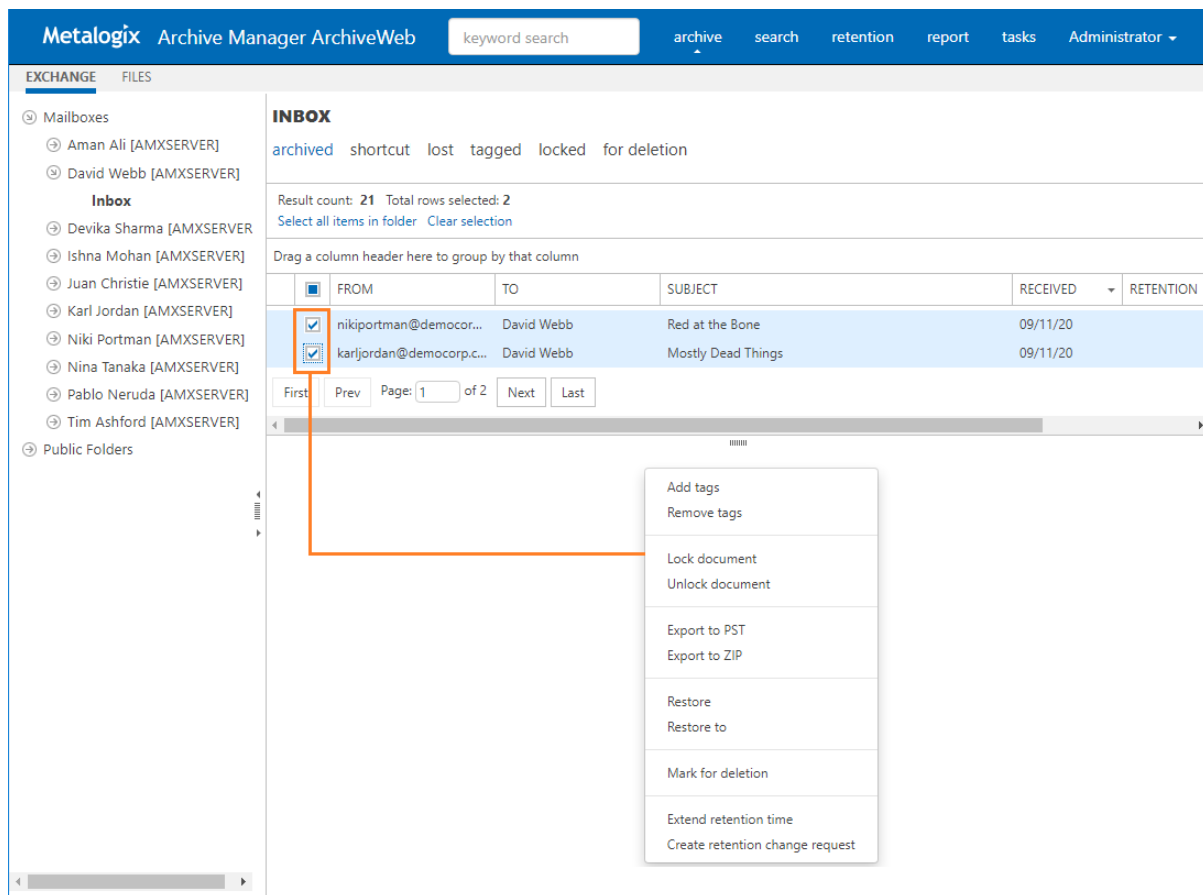 Metalogix Archive Manager ArchiveWeb keyword search archive search retention report tasks Administrator
EXCHANGE FILES
Mailboxes
Aman Ali [AMXSERVER]
David Webb [AMXSERVER]
Inbox
Devika Sharma [AMXSERVER
Ishna Mohan [AMXSERVER]
Juan Christie [AMXSERVER]
Karl Jordan [AMXSERVER]
Niki Portman [AMXSERVER]
Nina Tanaka [AMXSERVER]
Pablo Neruda [AMXSERVER]
Tim Ashford [AMXSERVER]
Public Folders
INBOX
archived shortcut lost tagged locked for deletion
Result count: 21 Total rows selected: 2
Select all items in folder Clear selection
Drag a column header here to group by that column
FROM TO SUBJECT RECEIVED RETENTION
nikiportman@democor... David Webb Red at the Bone 09/11/20
karljordan@democorp.c... David Webb Mostly Dead Things 09/11/20
First Prev Page: 1 of 2 Next Last
Add tags
Remove tags
Lock document
Unlock document
Export to PST
Export to ZIP
Restore
Restore to
Mark for deletion
Extend retention time
Create retention change request